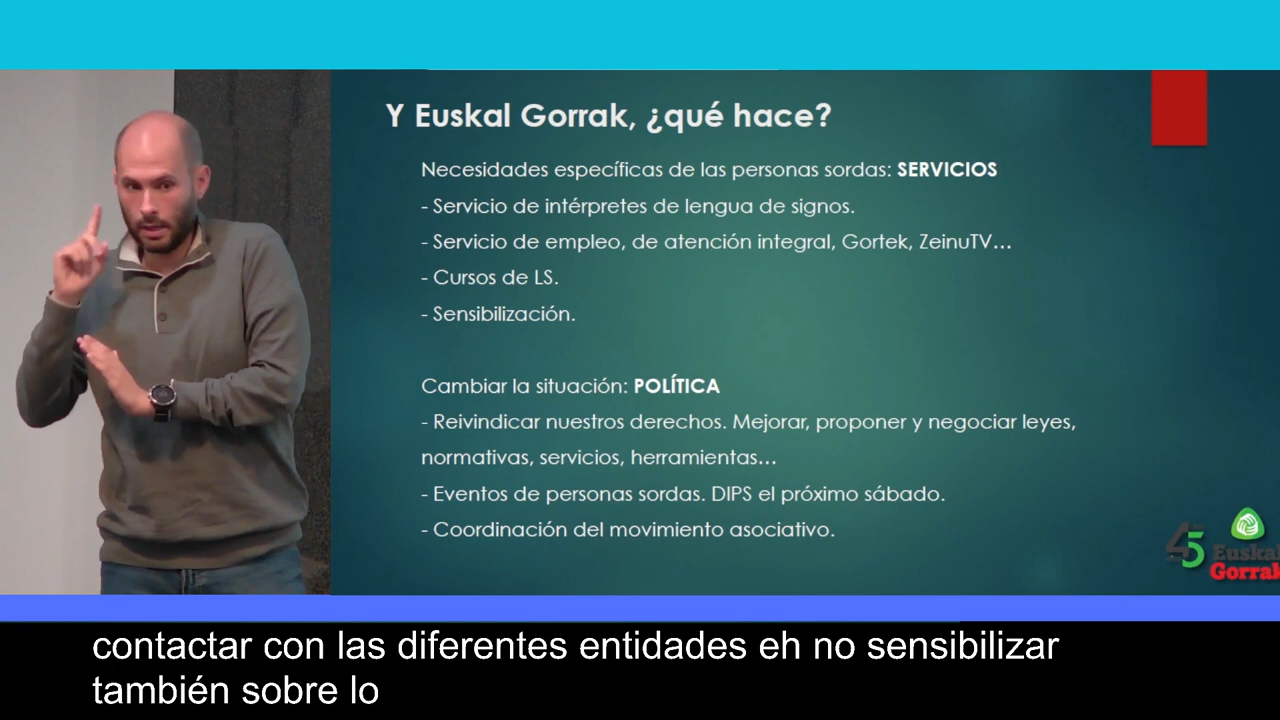 Y Euskal Gorrak, ¿qué hace?
Necesidades específicas de las personas sordas: SERVICIOS
- Servicio de intérpretes de lengua de signos.
- Servicio de empleo, de atención integral, Gortek, ZeinuTV...
- Cursos de LS.
- Sensibilización.
Cambiar la situación: POLÍTICA
- Reivindicar nuestros derechos. Mejorar, proponer y negociar leyes,
normativas, servicios, herramientas...
- Eventos de personas sordas. DIPS el próximo sábado.
- Coordinación del movimiento asociativo.
45 Euskal
Gorrak
contactar con las diferentes entidades eh no sensibilizar
también sobre lo